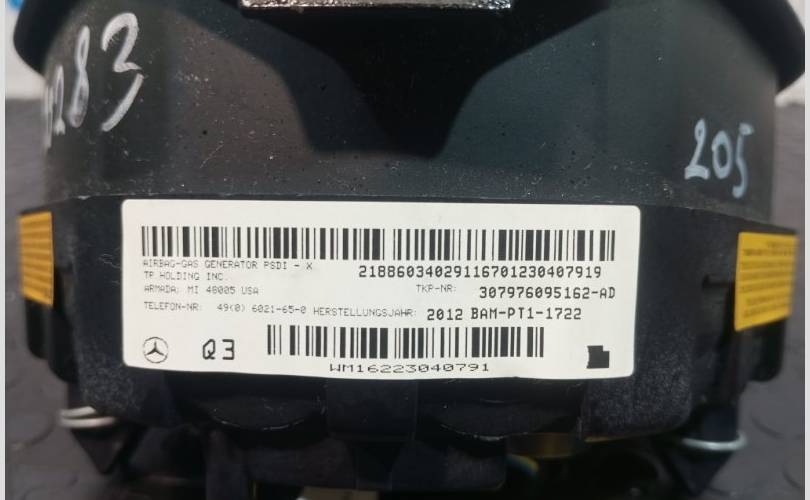 283
205
AIRBAG-GAS GENERATOR PSDI - X
21886034029116701230407919
TP HOLDING INC.
ARMADA, MI 48005 USA
TKP-NR: 307976095162-AD
TELEFON-NR: 49(0) 6021-65-0 HERSTELLUNGSJAHR: 2012 BAM-PT1-1722
Q3
WM16223040791